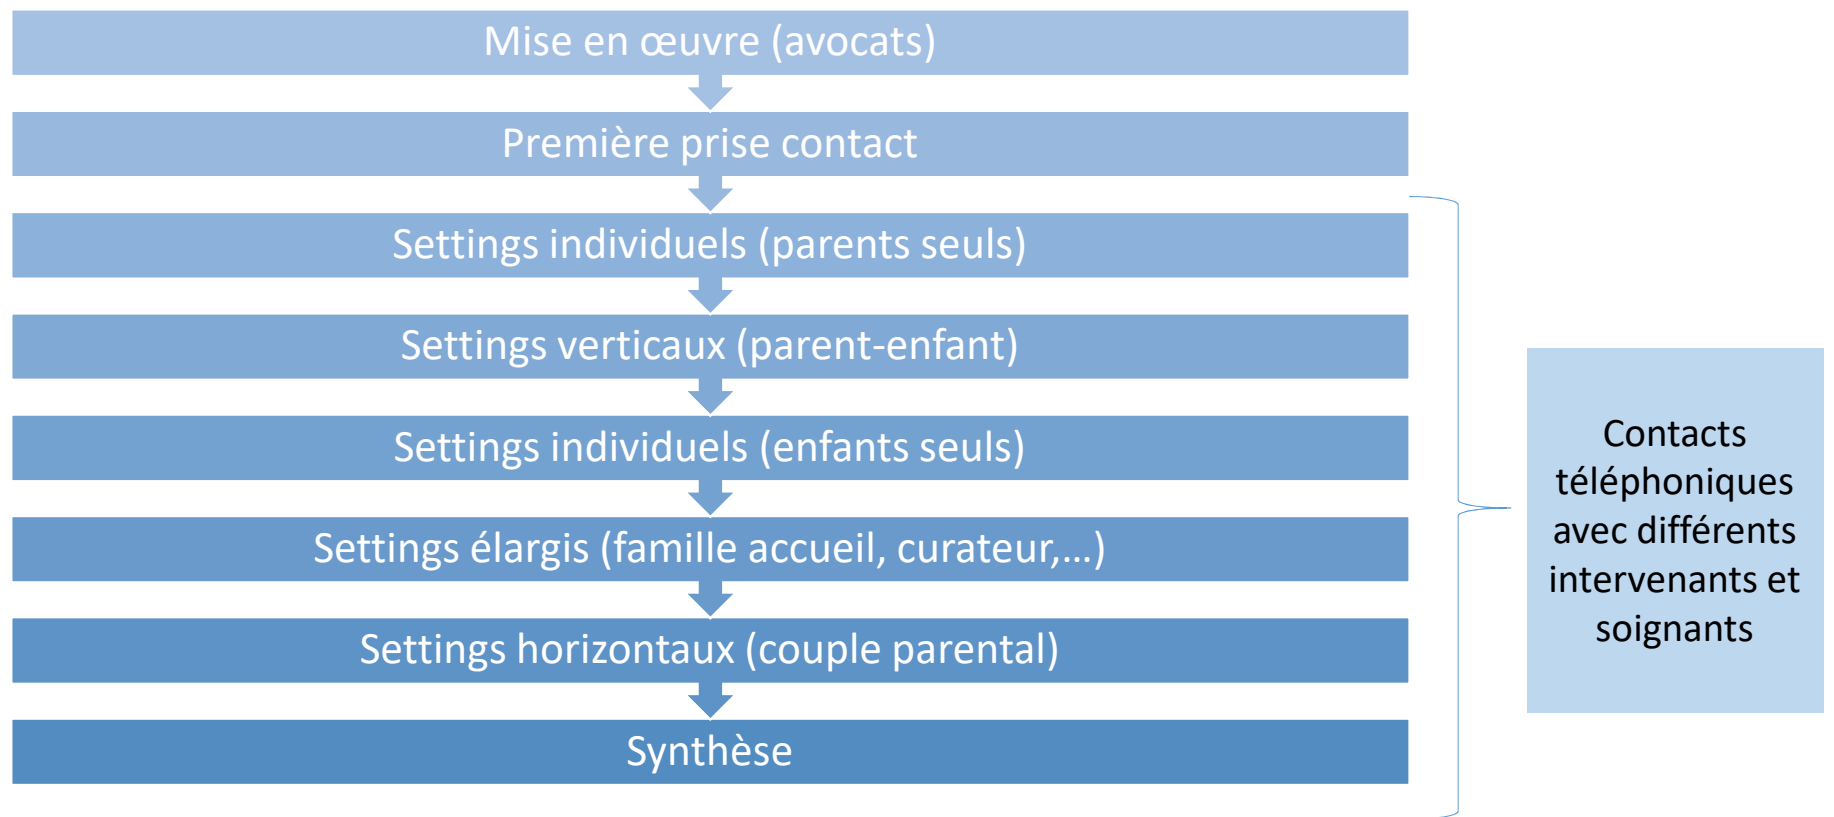 Mise en œuvre (avocats)
Première prise contact
Settings individuels (parents seuls)
Settings verticaux (parent-enfant)
Settings individuels (enfants seuls)
Settings élargis (famille accueil, curateur,…)
Settings horizontaux (couple parental)
Synthèse
Contacts
téléphoniques
avec différents
intervenants et
soignants